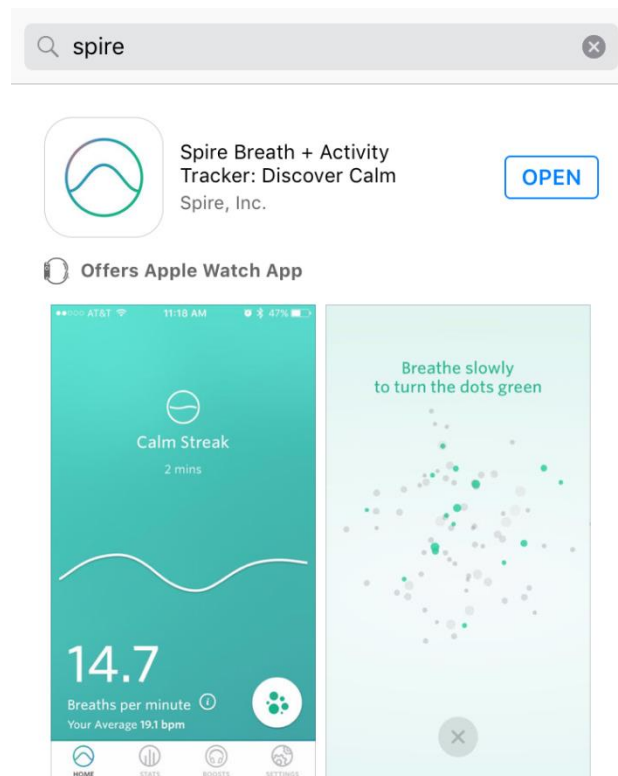 spire
Spire Breath + Activity
Tracker: Discover Calm
Spire, Inc.
OPEN
Offers Apple Watch App
AT&T 11:18 AM 47%
Calm Streak
2 mins
14.7
Breaths per minute i
Your Average 19.1 bpm
HOME STATS BOOSTS SETTINGS
Breathe slowly
to turn the dots green